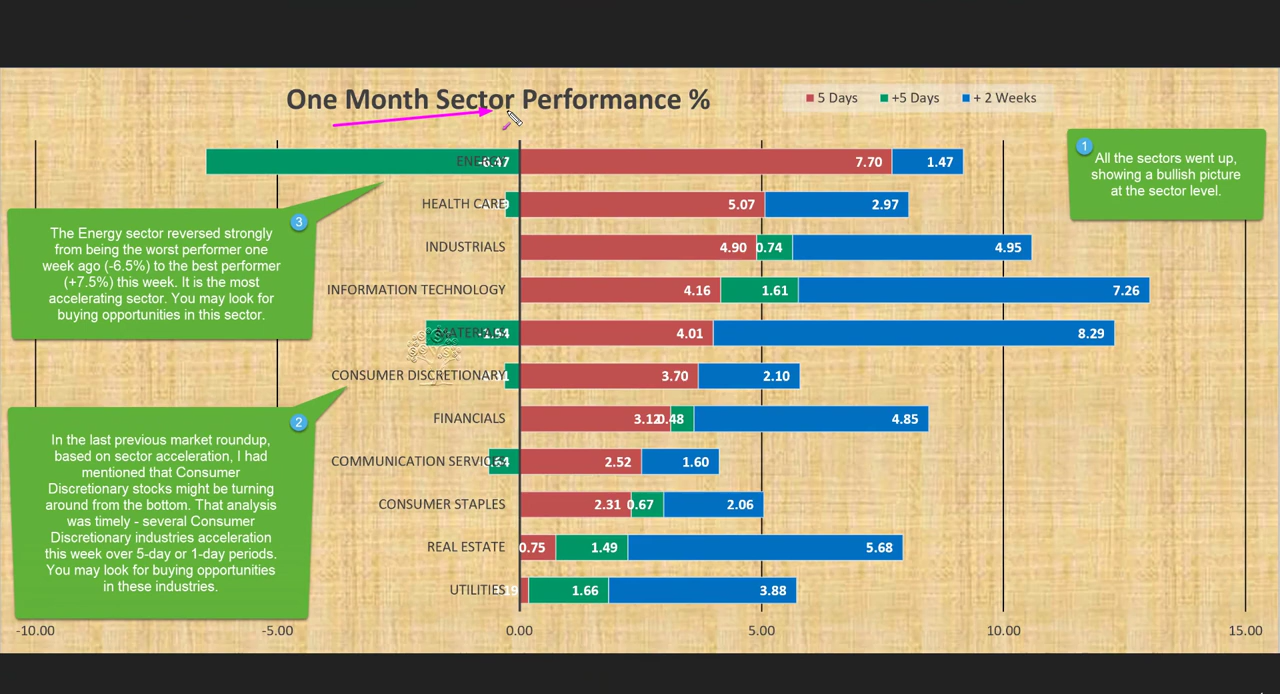 One Month Sector Performance %
5 Days +5 Days + 2 Weeks
1
All the sectors went up,
showing a bullish picture
at the sector level.
ENERGY -6.47 7.70 1.47
HEALTH CARE 5.07 2.97
INDUSTRIALS 4.90 0.74 4.95
INFORMATION TECHNOLOGY 4.16 1.61 7.26
MATERIALS 4.01 8.29
CONSUMER DISCRETIONARY 3.70 2.10
FINANCIALS 3.12 0.48 4.85
COMMUNICATION SERVICES 2.52 1.60
CONSUMER STAPLES 2.31 0.67 2.06
REAL ESTATE 0.75 1.49 5.68
UTILITIES 1.66 3.88
-10.00 -5.00 0.00 5.00 10.00 15.00
3
The Energy sector reversed strongly
from being the worst performer one
week ago (-6.5%) to the best performer
(+7.5%) this week. It is the most
accelerating sector. You may look for
buying opportunities in this sector.
2
In the last previous market roundup,
based on sector acceleration, I had
mentioned that Consumer
Discretionary stocks might be turning
around from the bottom. That analysis
was timely - several Consumer
Discretionary industries acceleration
this week over 5-day or 1-day periods.
You may look for buying opportunities
in these industries.